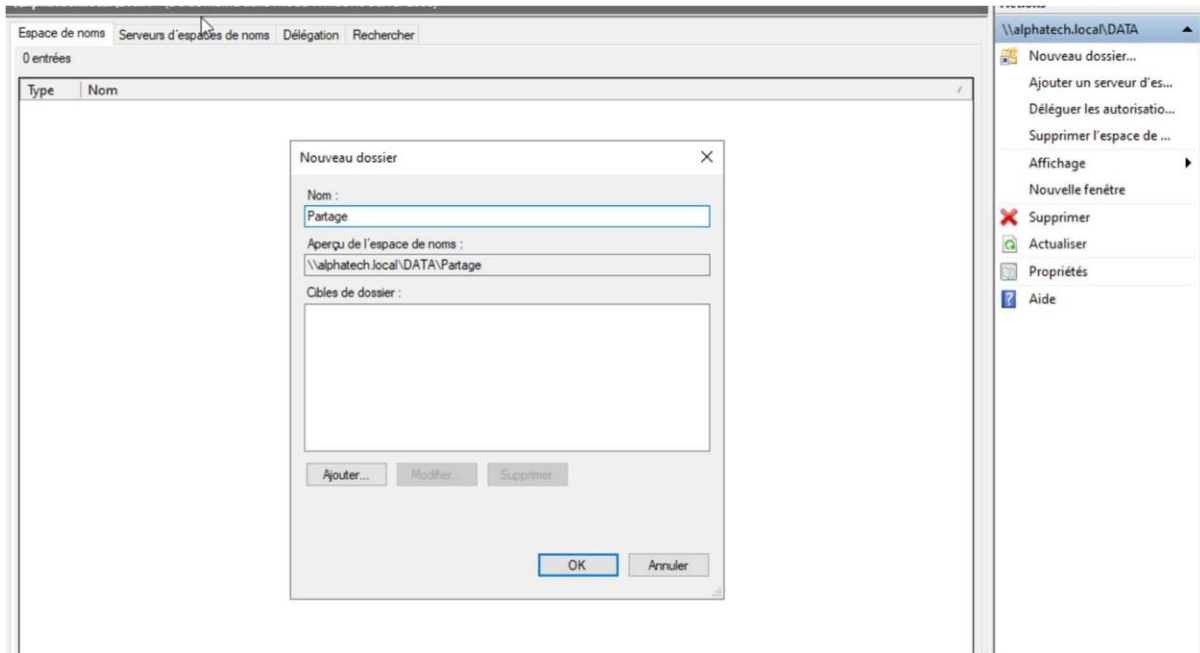 Espace de noms Serveurs d'espaces de noms Délégation Rechercher
0 entrées
Type Nom
Nouveau dossier
Nom :
Partage
Aperçu de l'espace de noms :
\\alphatech.local\DATA\Partage
Cibles de dossier :
Ajouter... Modifier... Supprimer
OK Annuler
Actions
\\alphatech.local\DATA
Nouveau dossier...
Ajouter un serveur d'es...
Déléguer les autorisatio...
Supprimer l'espace de ...
Affichage
Nouvelle fenêtre
Supprimer
Actualiser
Propriétés
Aide